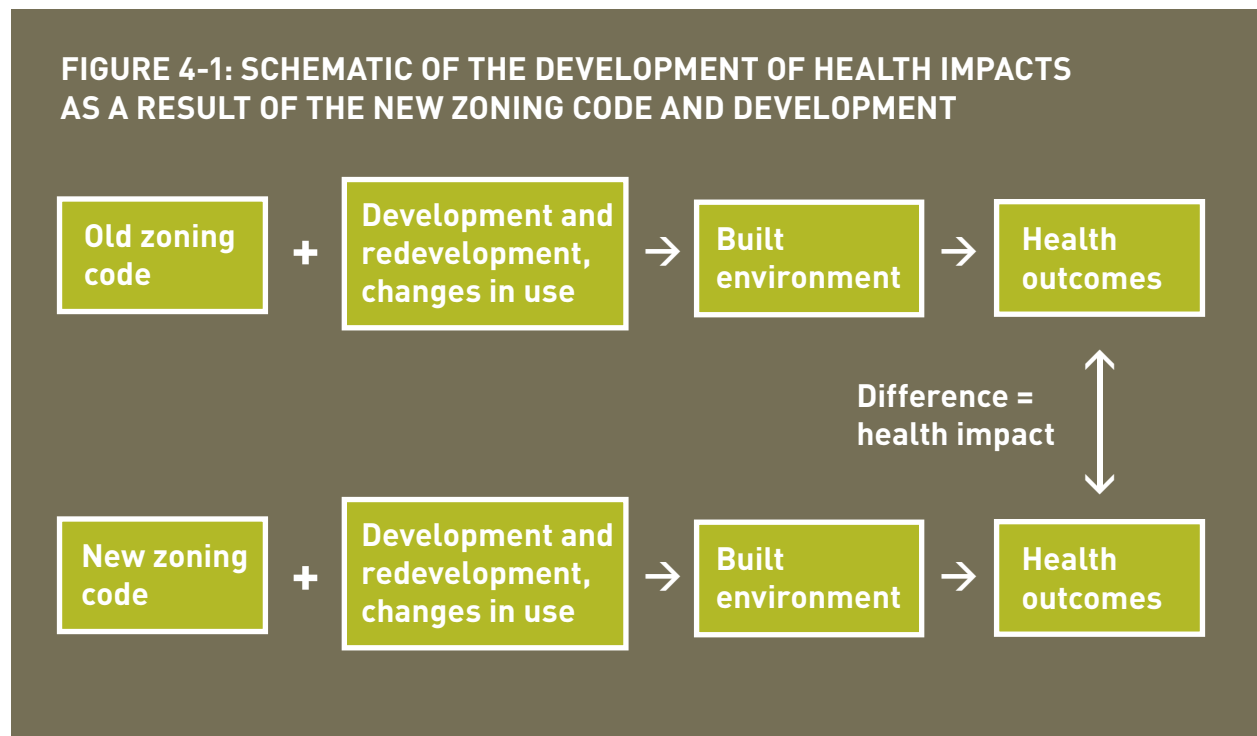 FIGURE 4-1: SCHEMATIC OF THE DEVELOPMENT OF HEALTH IMPACTS
AS A RESULT OF THE NEW ZONING CODE AND DEVELOPMENT
Old zoning
code
+
Development and
redevelopment,
changes in use
→
Built
environment
→
Health
outcomes
Difference =
health impact
New zoning
code
+
Development and
redevelopment,
changes in use
→
Built
environment
→
Health
outcomes